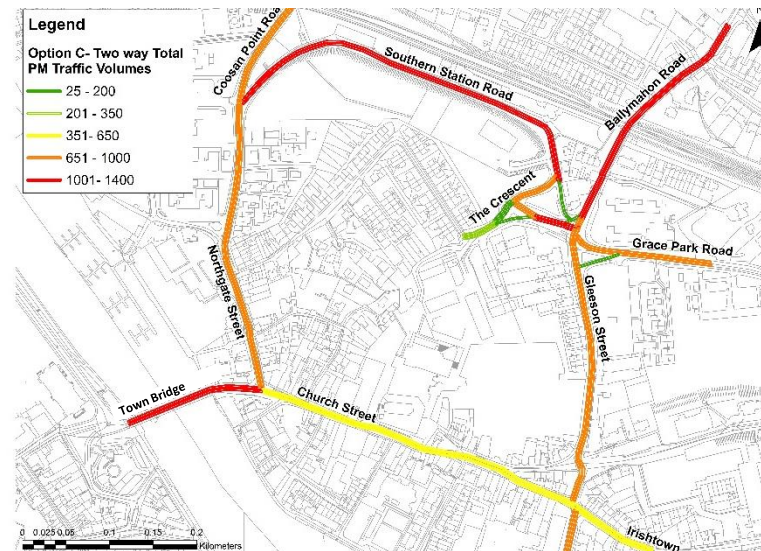 Legend
Option C- Two way Total
PM Traffic Volumes
25 - 200
201 - 350
351- 650
651 - 1000
1001- 1400
Coosan Point Road
Southern Station Road
Ballymahon Road
The Crescent
Grace Park Road
Northgate Street
Gleeson Street
Town Bridge
Church Street
Irishtown
0 0.025 0.05 0.1 0.15 0.2
Kilometers